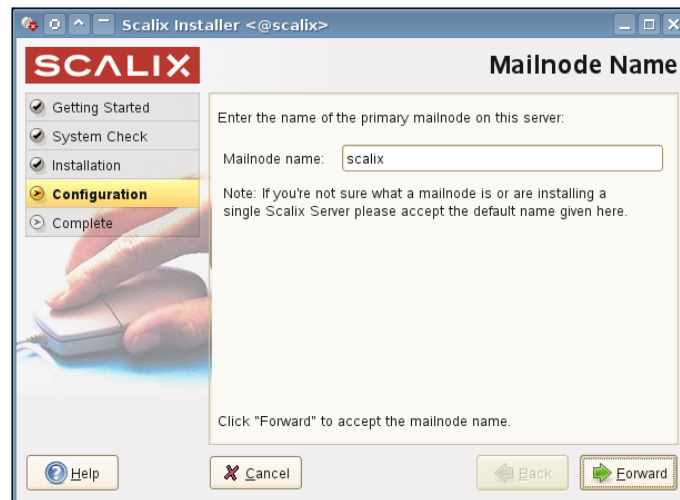 Scalix Installer <@scalix>
SCALIX
Mailnode Name
Getting Started
System Check
Installation
Configuration
Complete
Enter the name of the primary mailnode on this server:
Mailnode name: scalix
Note: If you're not sure what a mailnode is or are installing a
single Scalix Server please accept the default name given here.
Click "Forward" to accept the mailnode name.
Help
Cancel
Back
Forward